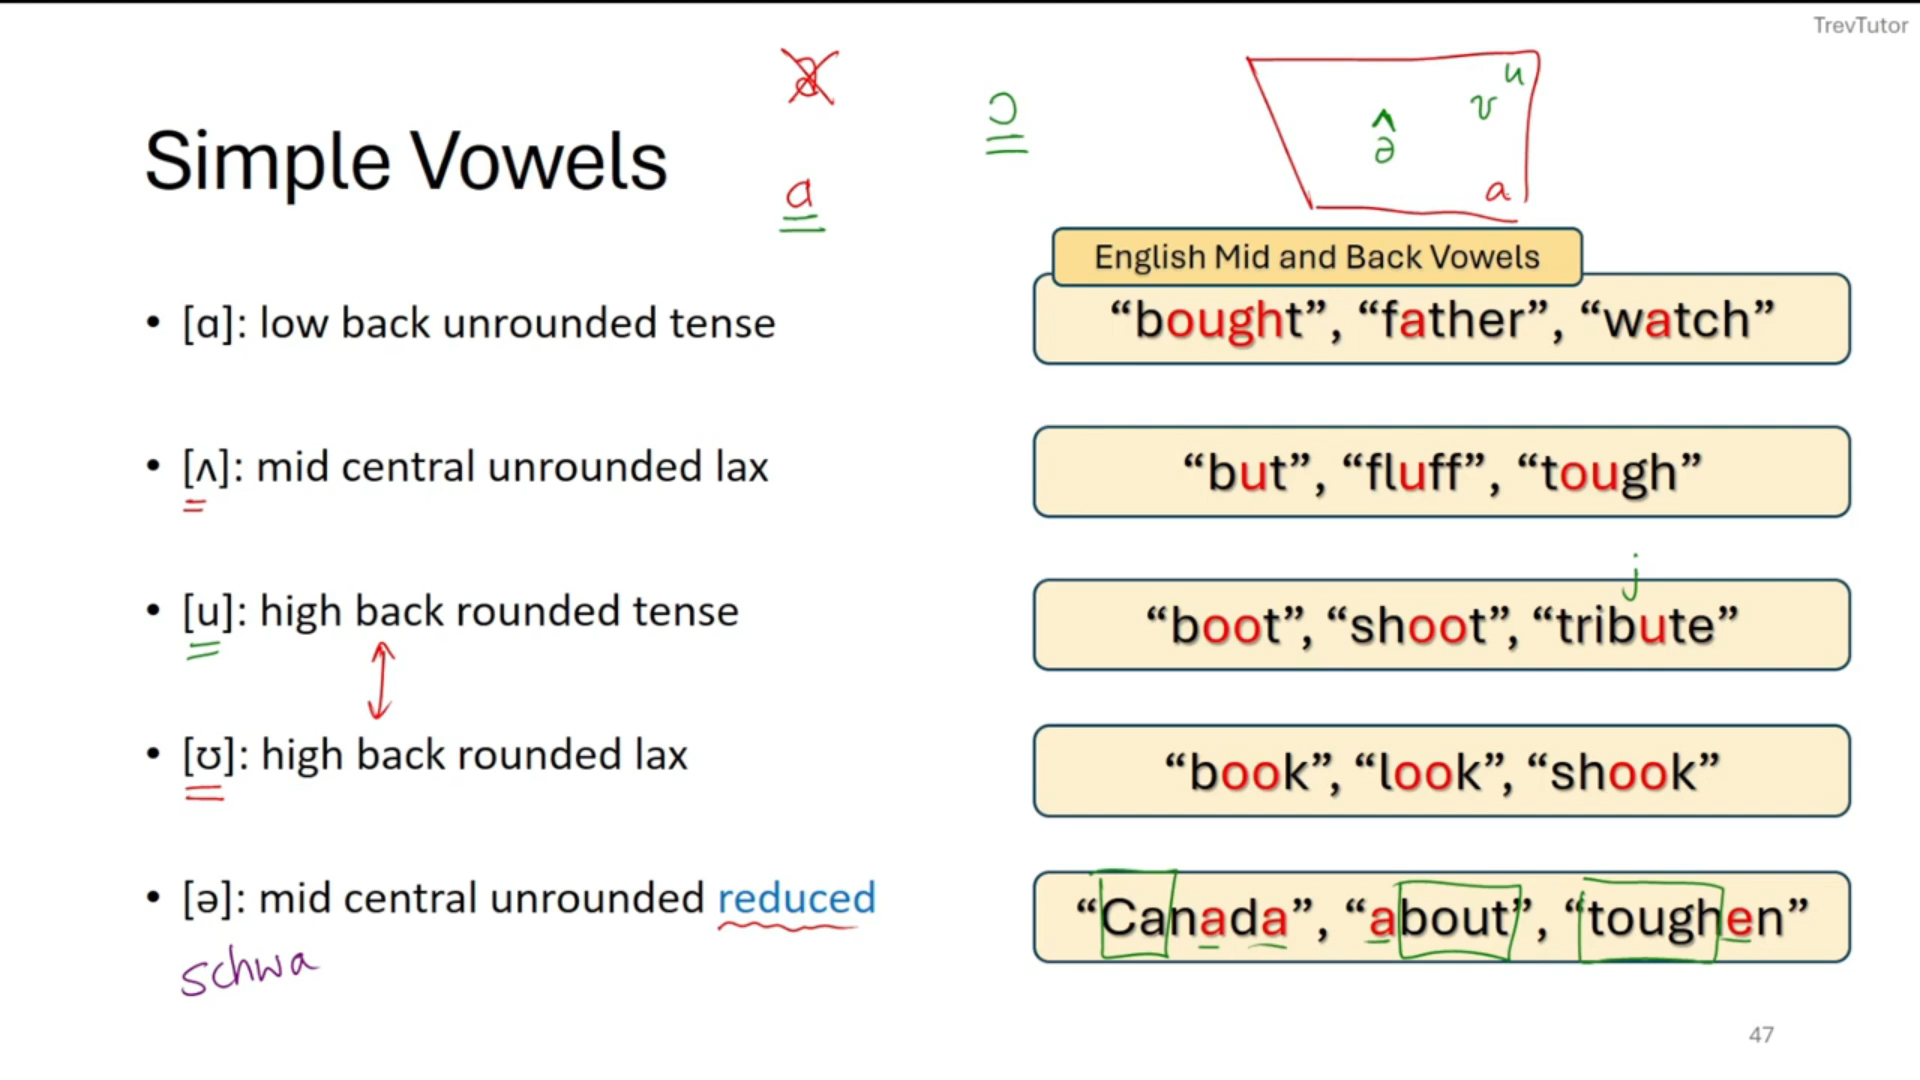 TrevTutor
a
ɔ
u
ʊ
ʌ
ə
a
Simple Vowels
ɑ
English Mid and Back Vowels
• [ɑ]: low back unrounded tense
“bought”, “father”, “watch”
• [ʌ]: mid central unrounded lax
“but”, “fluff”, “tough”
j
• [u]: high back rounded tense
“boot”, “shoot”, “tribute”
• [ʊ]: high back rounded lax
“book”, “look”, “shook”
• [ə]: mid central unrounded reduced
“Canada”, “about”, “toughen”
schwa
47